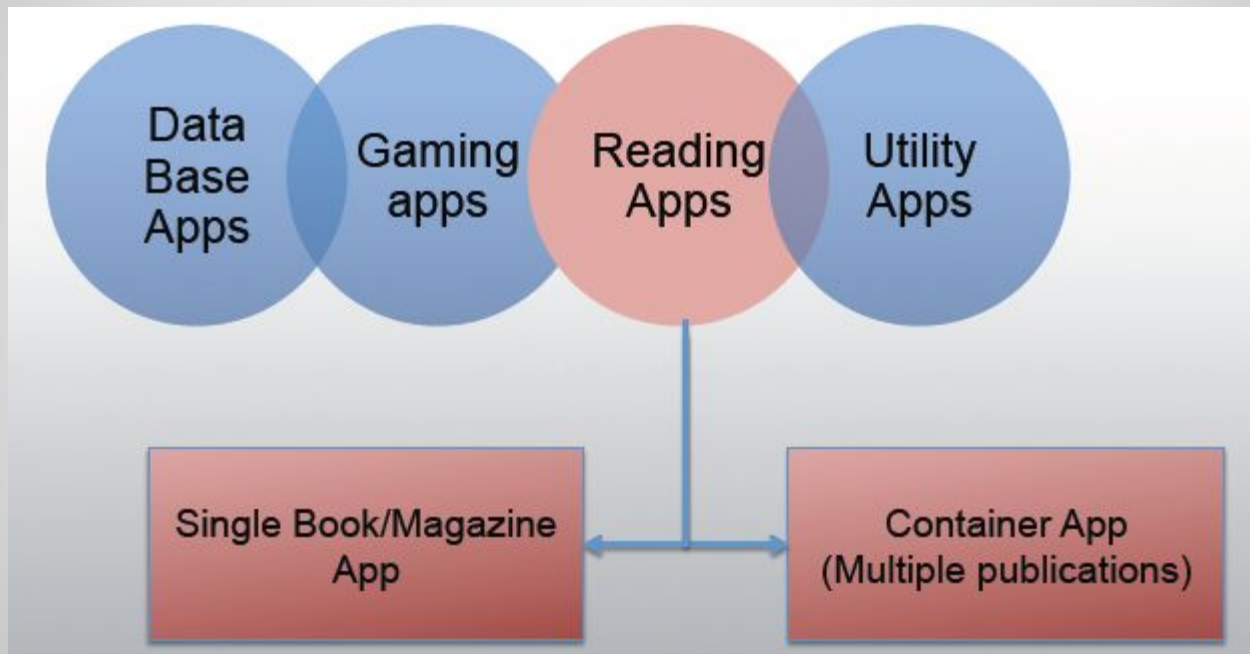 Data
Base
Apps
Gaming
apps
Reading
Apps
Utility
Apps
Single Book/Magazine
App
Container App
(Multiple publications)